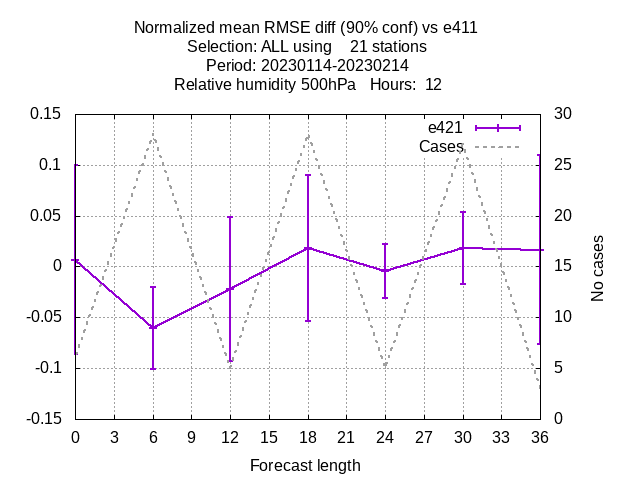 Normalized mean RMSE diff (90% conf) vs e411
Selection: ALL using    21 stations
Period: 20230114-20230214
Relative humidity 500hPa   Hours:  12
0.15
0.1
0.05
0
-0.05
-0.1
-0.15
30
25
20
15
10
5
0
e421
Cases
No cases
0 3 6 9 12 15 18 21 24 27 30 33 36
Forecast length